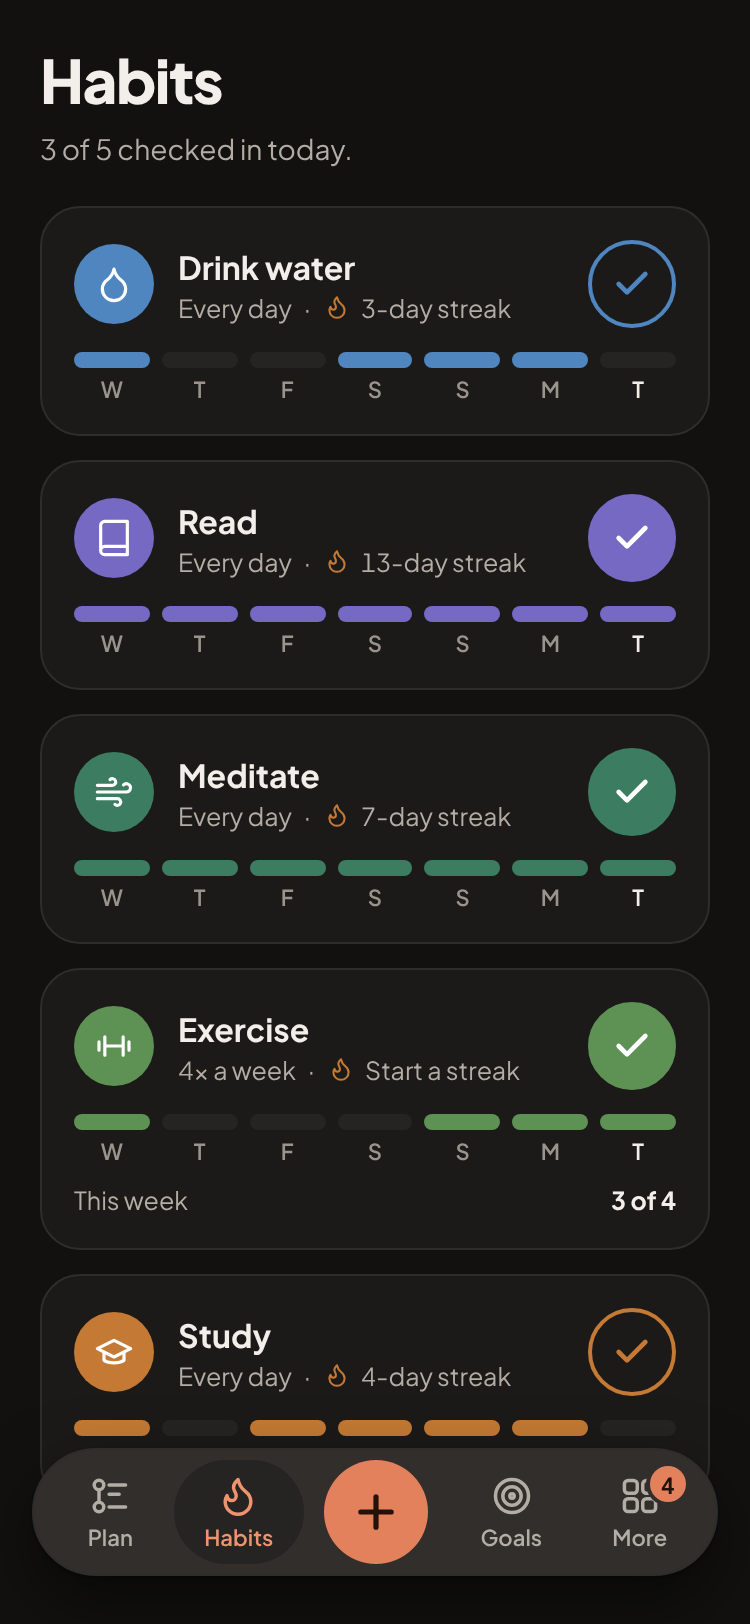 Habits
3 of 5 checked in today.
Drink water
Every day · 3-day streak
W T F S S M T
Read
Every day · 13-day streak
W T F S S M T
Meditate
Every day · 7-day streak
W T F S S M T
Exercise
4× a week · Start a streak
W T F S S M T
This week 3 of 4
Study
Every day · 4-day streak
4
Plan Habits Goals More